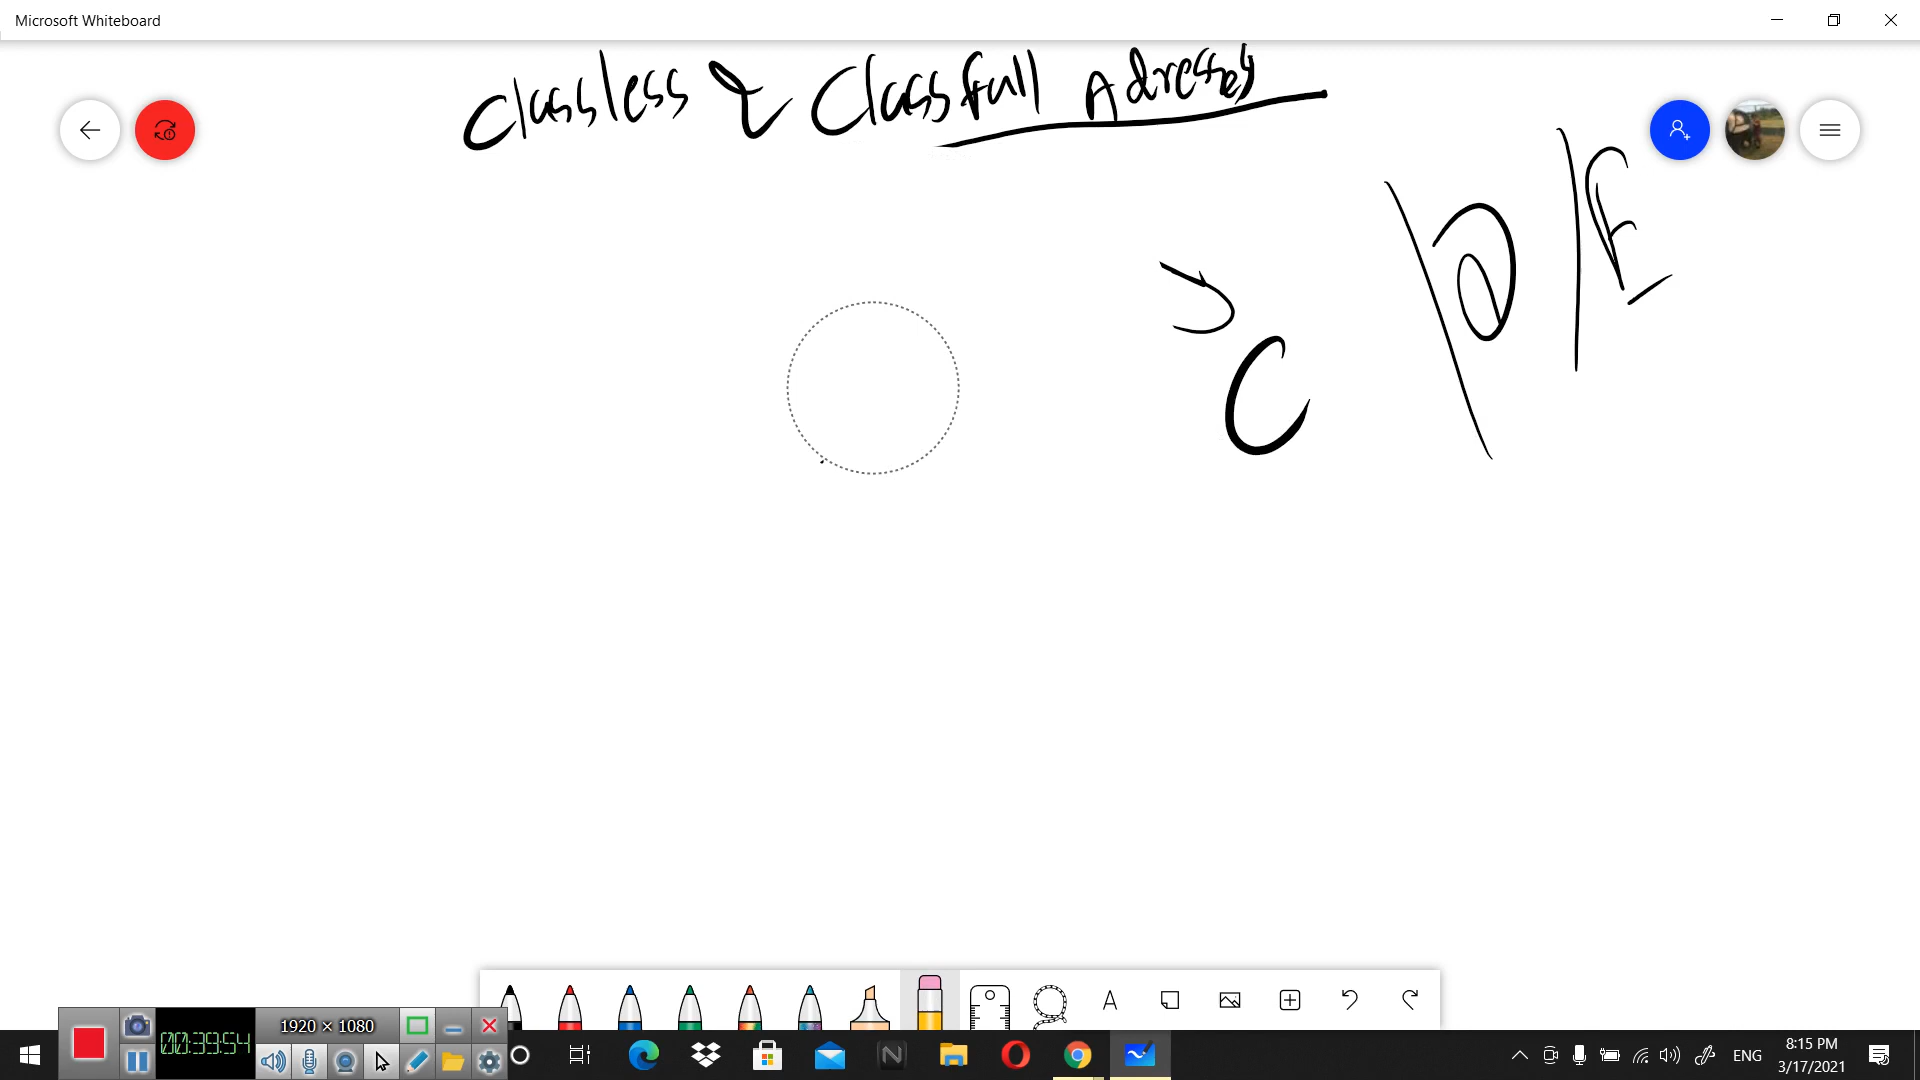 Microsoft Whiteboard
Classless & Classfull Adresses
C
D
E
00:39:54
1920 × 1080
A
ENG
8:15 PM
3/17/2021